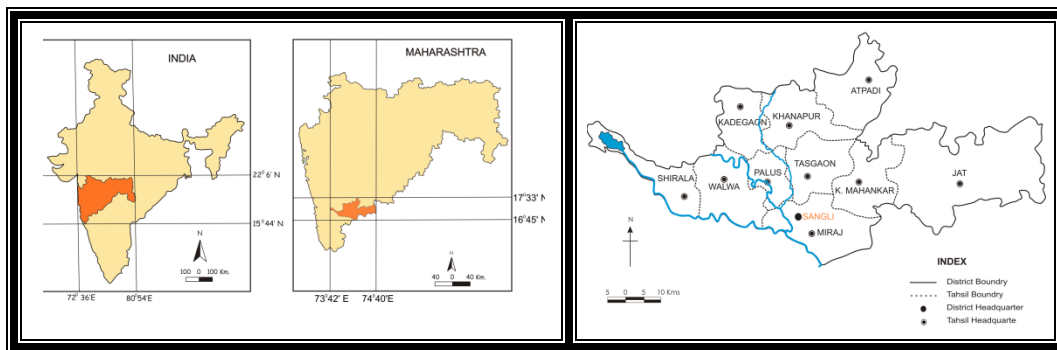 INDIA
N
22°6' N
15°44' N
100 0 100 Km.
72°36'E
80°54'E
MAHARASHTRA
17°33' N
16°45' N
N
40 0 40 Km.
73°42' E
74°40'E
ATPADI
KHANAPUR
KADEGAON
TASGAON
PALUS
SHIRALA
WALWA
K. MAHANKAR
JAT
SANGLI
MIRAJ
N
5 0 5 10 Kms
INDEX
District Boundary
Tahsil Boundary
District Headquarter
Tahsil Headquarte